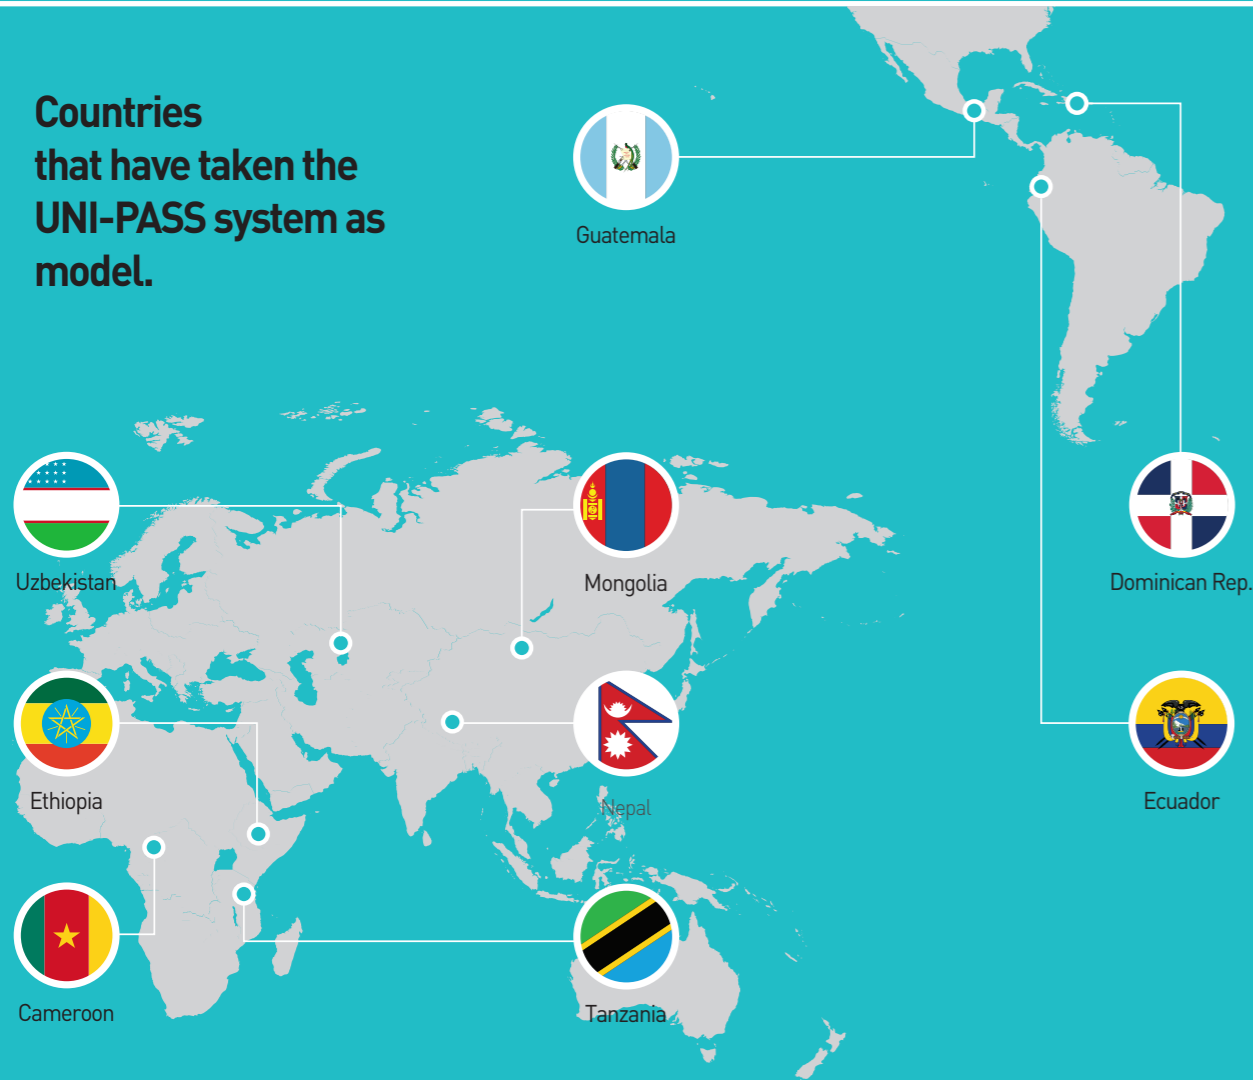 Countries
that have taken the
UNI-PASS system as
model.
Guatemala
Uzbekistan
Mongolia
Dominican Rep.
Ethiopia
Nepal
Ecuador
Cameroon
Tanzania